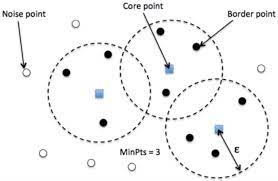 Core point
Noise point
Border point
MinPts = 3
ε